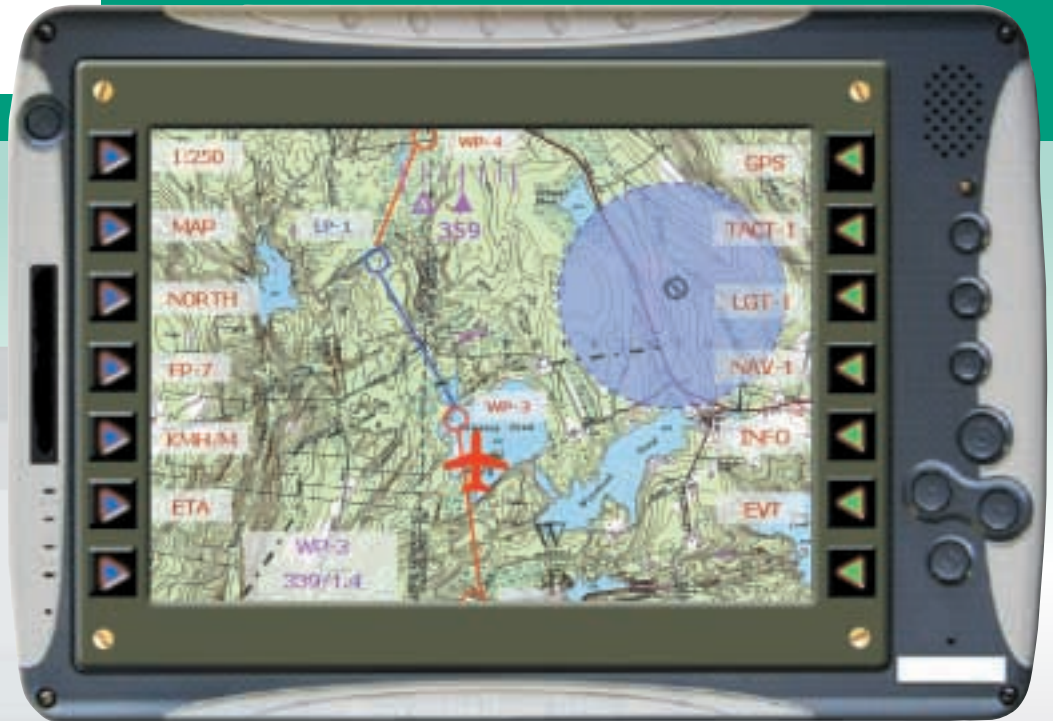 WP-4
1:250
GPS
MAP
LP-1
359
TACT-1
NORTH
LGT-1
FP-7
NAV-1
WP-3
KMH/M
INFO
ETA
EVT
W
WP-3
339/1.4